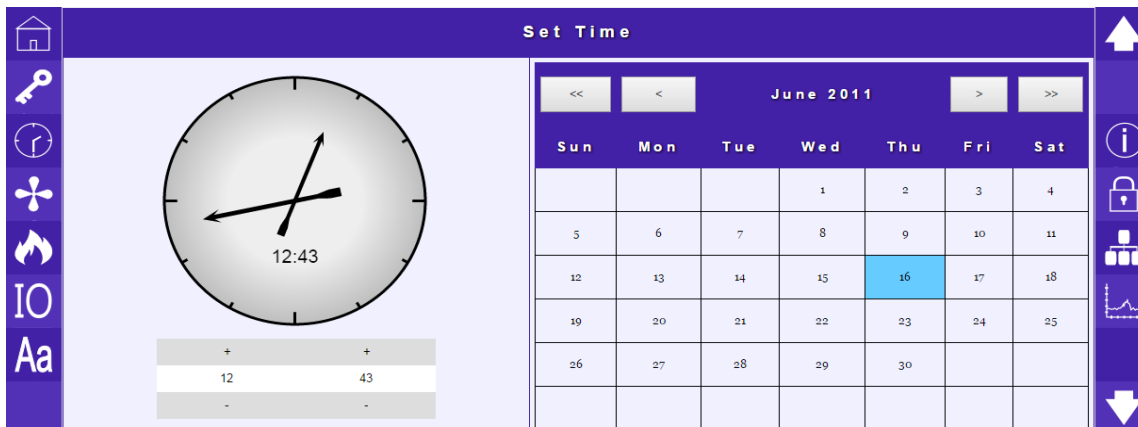 Set Time
<< < June 2011 > >>
Sun Mon Tue Wed Thu Fri Sat
1 2 3 4
5 6 7 8 9 10 11
12 13 14 15 16 17 18
19 20 21 22 23 24 25
26 27 28 29 30
12:43
+ +
12 43
- -
IO
Aa
i